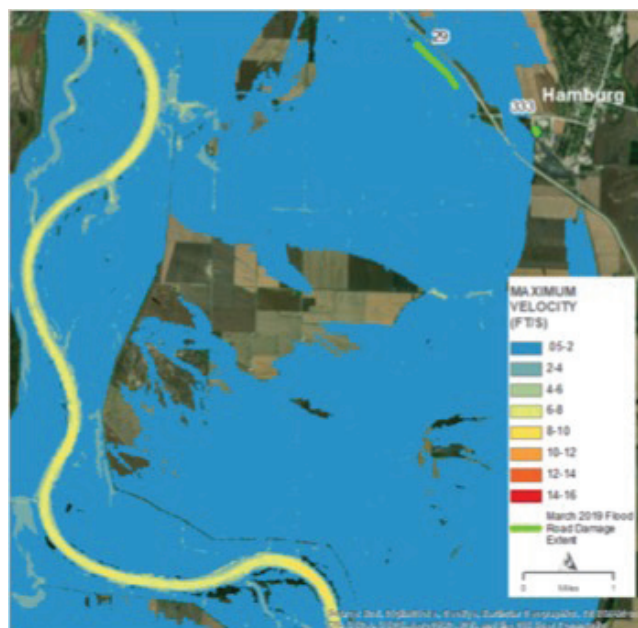 29
333
Hamburg
MAXIMUM
VELOCITY
(FT/S)
.05-2
2-4
4-6
6-8
8-10
10-12
12-14
14-16
March 2019 Flood
Road Damage
Extent
0 1
Miles